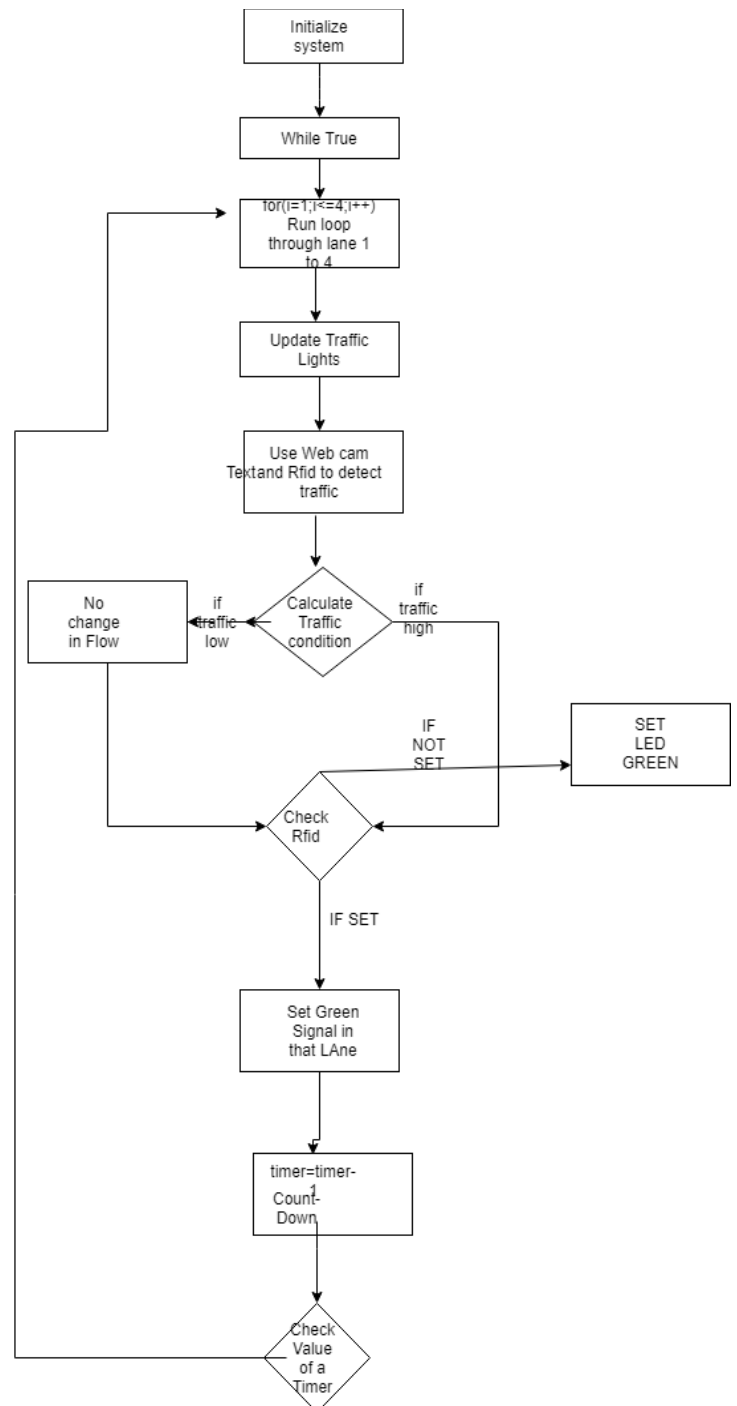 Initialize
system
While True
for(i=1;i<=4;i++)
Run loop
through lane 1
to 4
Update Traffic
Lights
Use Web cam
Textand Rfid to detect
traffic
Calculate
Traffic
condition
if
traffic
low
if
traffic
high
No
change
in Flow
IF
NOT
SET
SET
LED
GREEN
Check
Rfid
IF SET
Set Green
Signal in
that LAne
timer=timer-
1
Count-
Down
Check
Value
of a
Timer